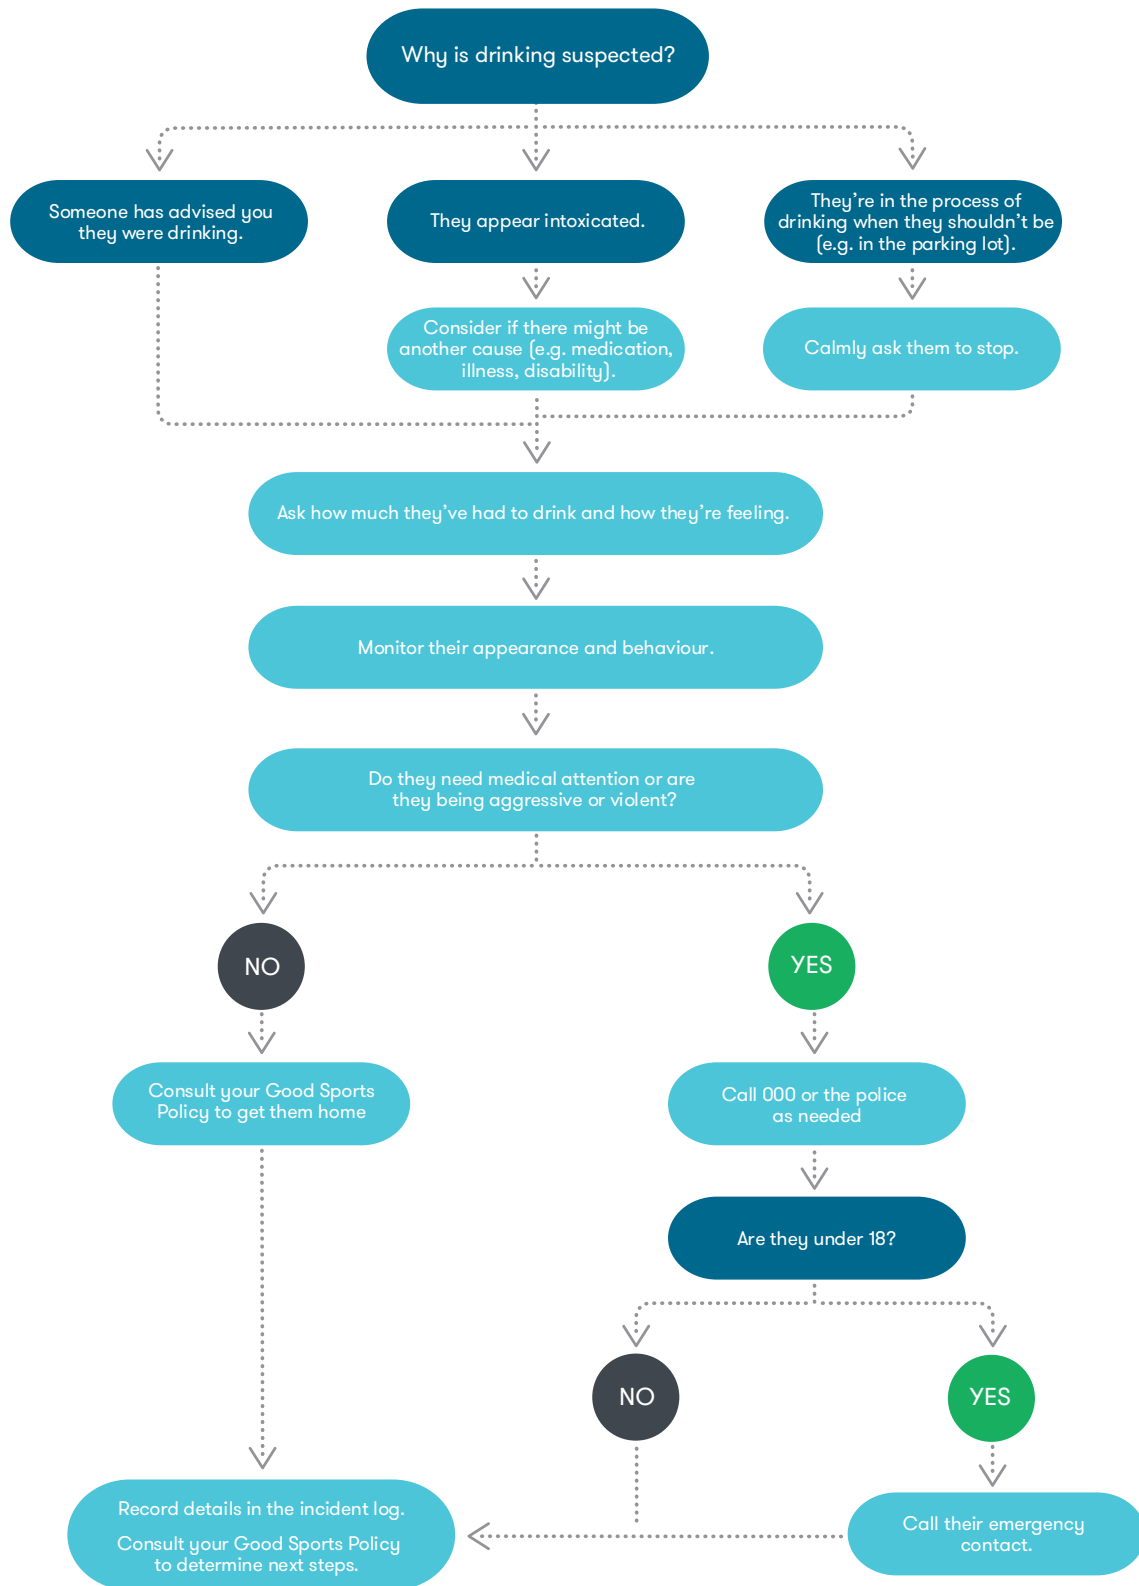 Why is drinking suspected?
Someone has advised you
they were drinking.
They appear intoxicated.
They're in the process of
drinking when they shouldn't be
(e.g. in the parking lot).
Consider if there might be
another cause (e.g. medication,
illness, disability).
Calmly ask them to stop.
Ask how much they've had to drink and how they're feeling.
Monitor their appearance and behaviour.
Do they need medical attention or are
they being aggressive or violent?
NO
YES
Consult your Good Sports
Policy to get them home
Call 000 or the police
as needed
Are they under 18?
NO
YES
Record details in the incident log.
Consult your Good Sports Policy
to determine next steps.
Call their emergency
contact.